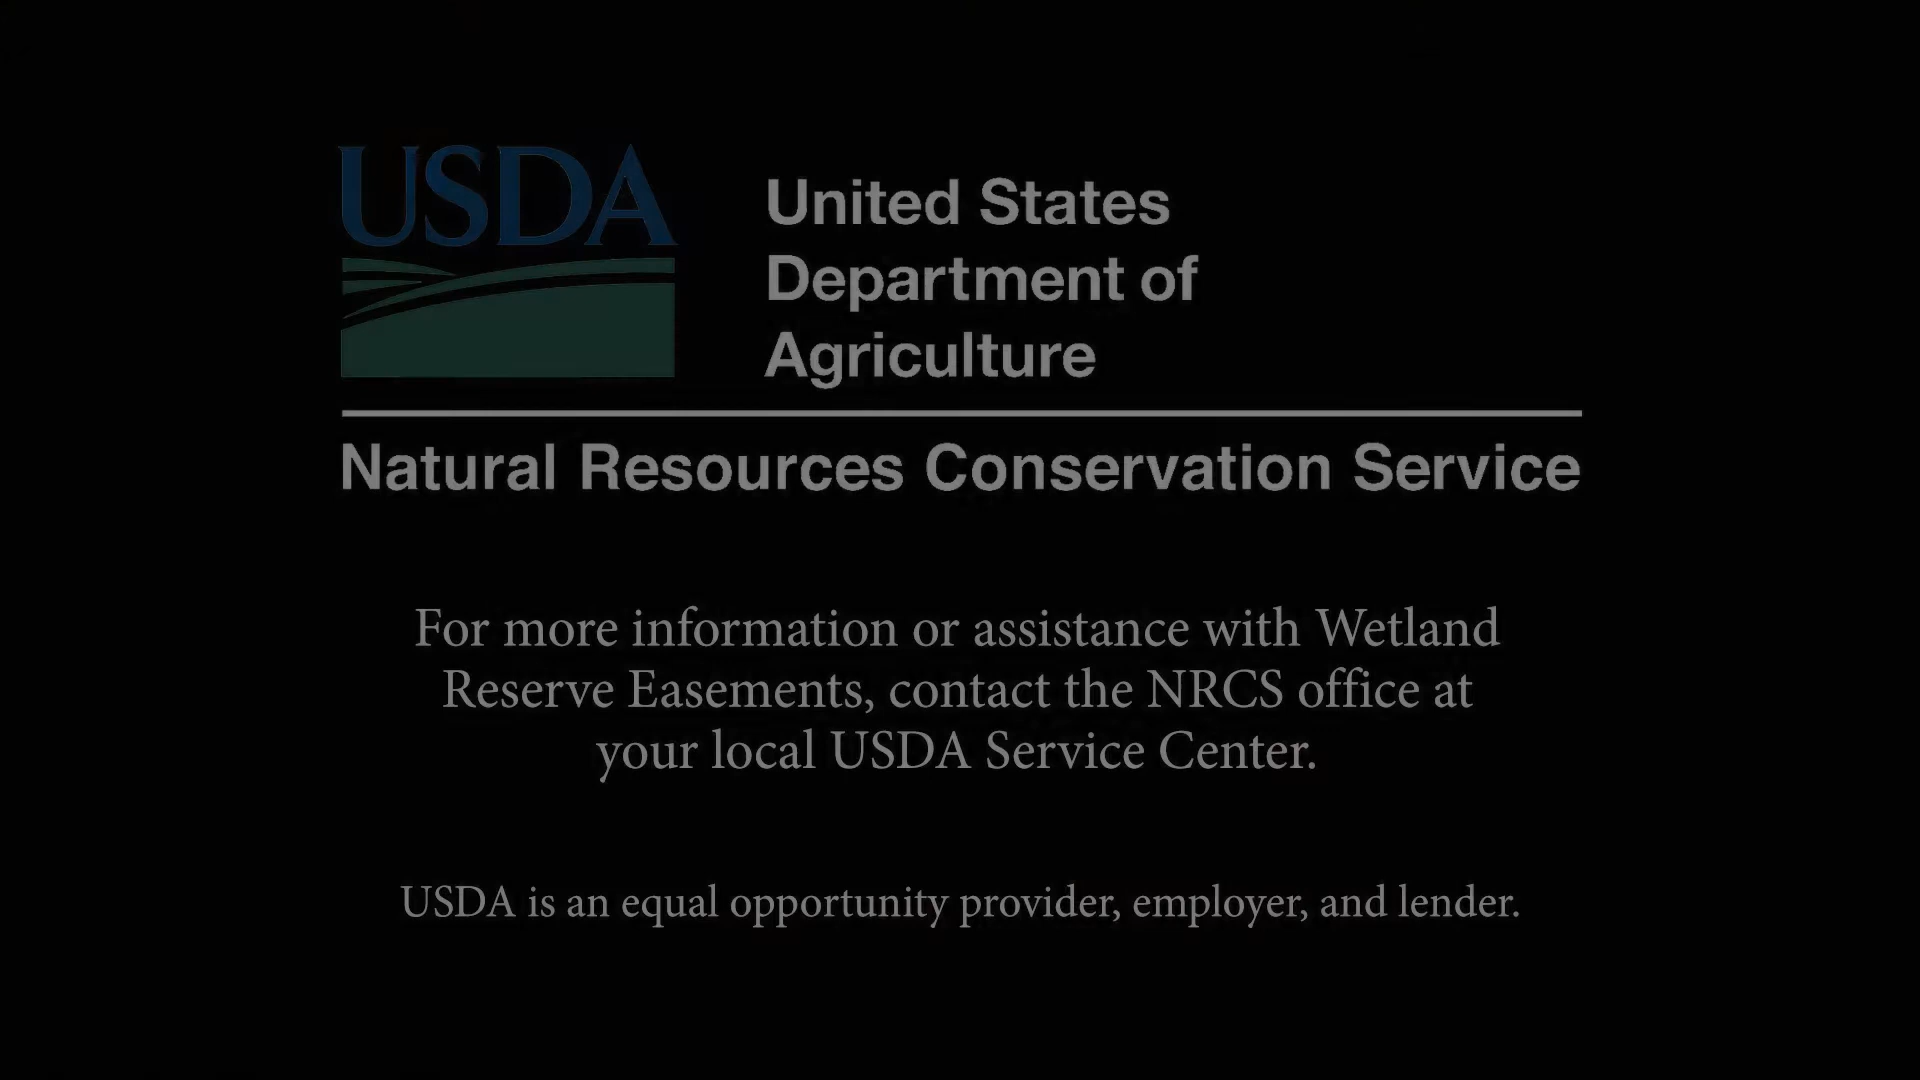 USDA
United States
Department of
Agriculture
Natural Resources Conservation Service
For more information or assistance with Wetland
Reserve Easements, contact the NRCS office at
your local USDA Service Center.
USDA is an equal opportunity provider, employer, and lender.